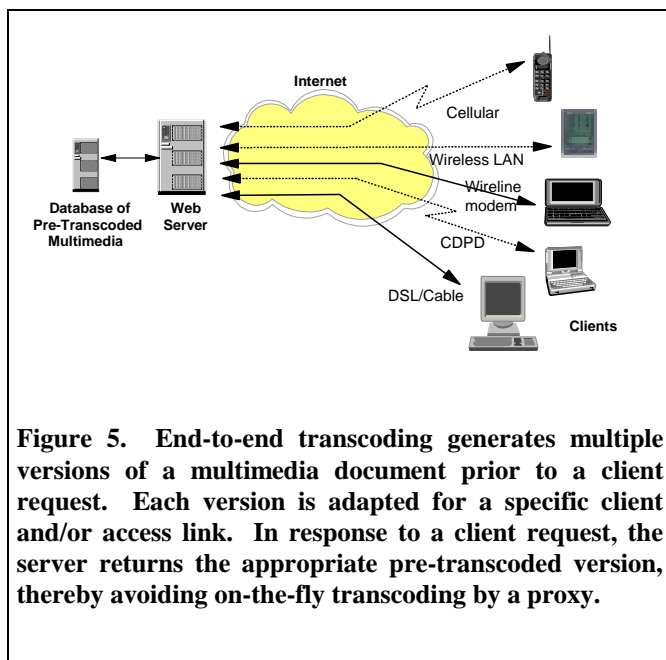 Internet
Cellular
Wireless LAN
Wireline
modem
CDPD
DSL/Cable
Database of
Pre-Transcoded
Multimedia
Web
Server
Clients
Figure 5. End-to-end transcoding generates multiple
versions of a multimedia document prior to a client
request. Each version is adapted for a specific client
and/or access link. In response to a client request, the
server returns the appropriate pre-transcoded version,
thereby avoiding on-the-fly transcoding by a proxy.